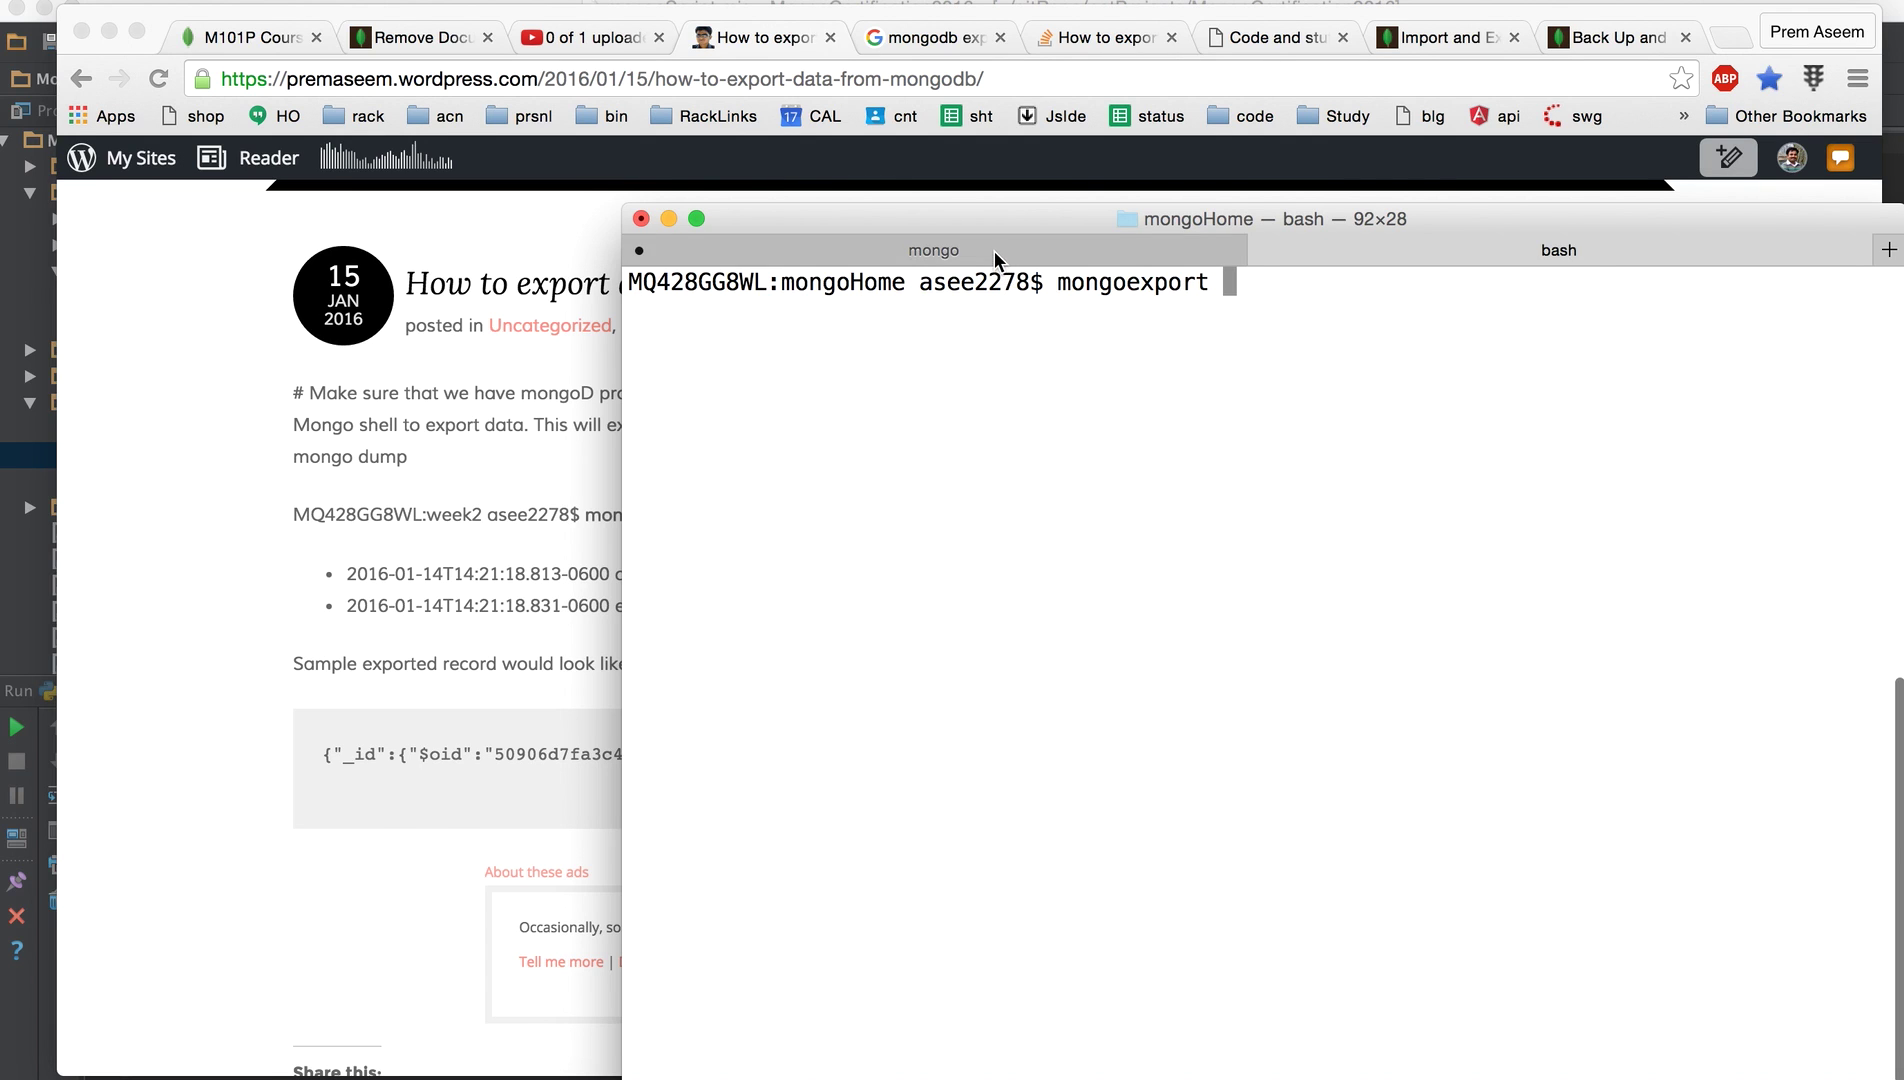 M101P Cours
Remove Docu
0 of 1 upload
How to expor
mongodb exp
How to expor
Code and stu
Import and Ex
Back Up and
Prem Aseem
https://premaseem.wordpress.com/2016/01/15/how-to-export-data-from-mongodb/
ABP
Apps
shop
HO
rack
acn
prsnl
bin
RackLinks
17 CAL
cnt
sht
JsIde
status
code
Study
blg
api
swg
»
Other Bookmarks
My Sites
Reader
mongoHome — bash — 92×28
mongo
bash
MQ428GG8WL:mongoHome asee2278$ mongoexport
15
JAN
2016
How to export
posted in Uncategorized,
# Make sure that we have mongoD pro
Mongo shell to export data. This will ex
mongo dump
MQ428GG8WL:week2 asee2278$ mon
• 2016-01-14T14:21:18.813-0600
• 2016-01-14T14:21:18.831-0600 e
Sample exported record would look like
{"_id":{"$oid":"50906d7fa3c4
About these ads
Occasionally, so
Tell me more |
Share this:
Run